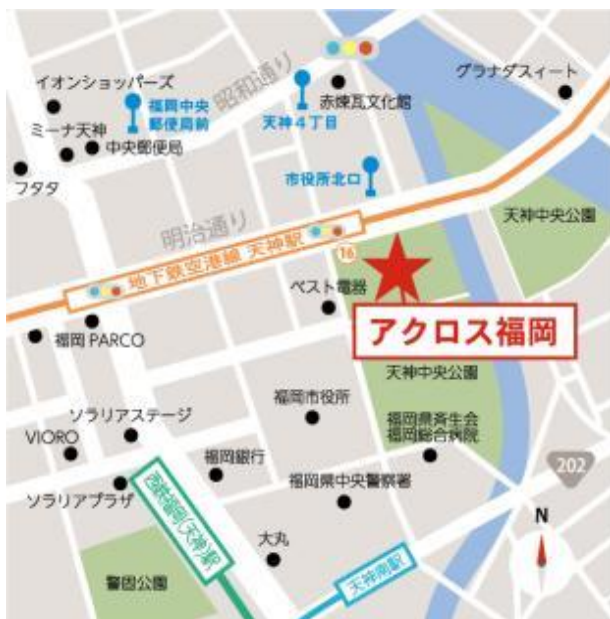 イオンショッパーズ
昭和通り
グラナダスィート
福岡中央
郵便局前
赤煉瓦文化館
天神4丁目
ミーナ天神
中央郵便局
フタタ
市役所北口
天神中央公園
明治通り
地下鉄空港線 天神駅
16
ベスト電器
アクロス福岡
福岡 PARCO
天神中央公園
福岡市役所
ソラリアステージ
福岡県済生会
福岡総合病院
VIORO
福岡銀行
202
ソラリアプラザ
福岡県中央警察署
西鉄福岡(天神)駅
N
大丸
天神南駅
警固公園